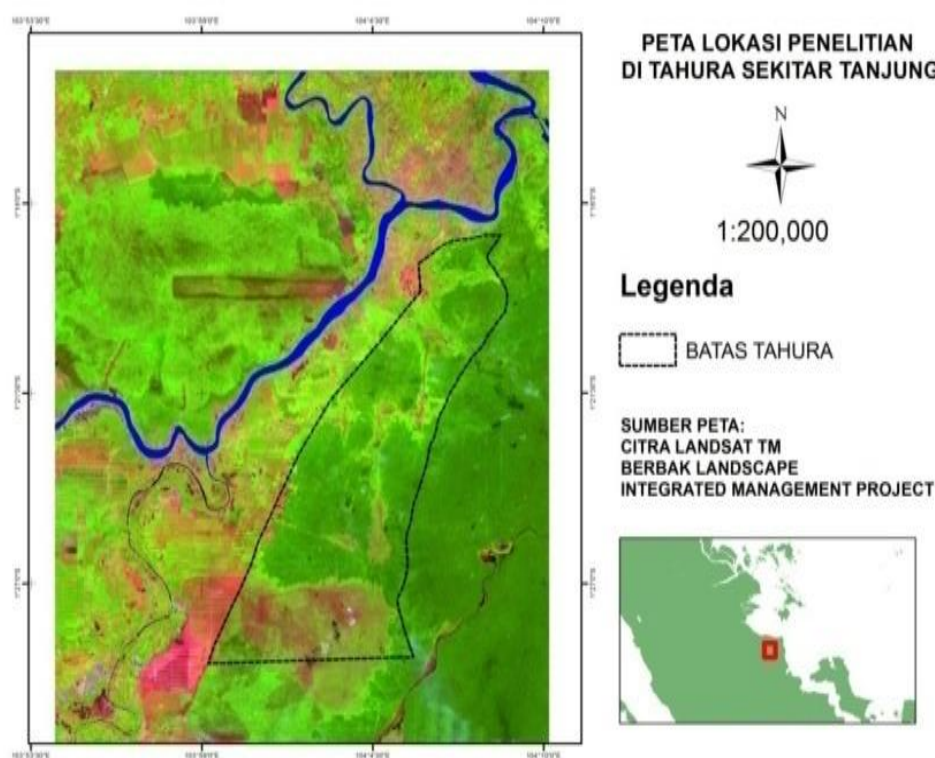 PETA LOKASI PENELITIAN
DI TAHURA SEKITAR TANJUNG
N
1:200,000
Legenda
BATAS TAHURA
SUMBER PETA:
CITRA LANDSAT TM
BERBAK LANDSCAPE
INTEGRATED MANAGEMENT PROJECT